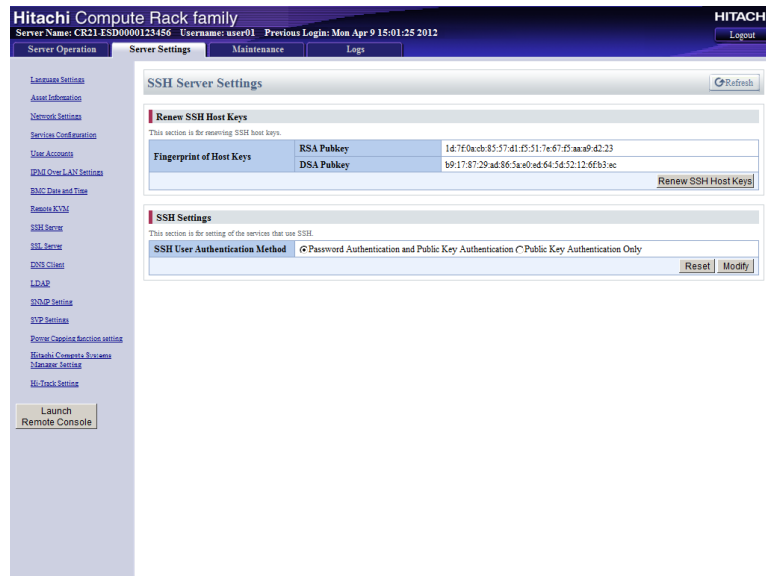 Hitachi Compute Rack family
HITACH
Server Name: CR21-ESD0000123456 Username: user01 Previous Login: Mon Apr 9 15:01:25 2012
Logout
Server Operation Server Settings Maintenance Logs
Language Settings
Asset Information
Network Settings
Services Configuration
User Accounts
IPMI Over LAN Settings
BMC Date and Time
Remote KVM
SSH Server
SSL Server
DNS Client
LDAP
SNMP Setting
SVP Settings
Power Capping function setting
Hitachi Compute Systems
Manager Setting
Hi-Track Setting
Launch
Remote Console
SSH Server Settings
Refresh
Renew SSH Host Keys
This section is for renewing SSH host keys.
Fingerprint of Host Keys
RSA Pubkey 1d:7f:0a:cb:85:57:d1:f5:51:7e:67:f5:aa:a9:d2:23
DSA Pubkey b9:17:87:29:ad:86:5a:e0:ed:64:5d:52:12:6f:b3:ec
Renew SSH Host Keys
SSH Settings
This section is for setting of the services that use SSH.
SSH User Authentication Method Password Authentication and Public Key Authentication Public Key Authentication Only
Reset Modify